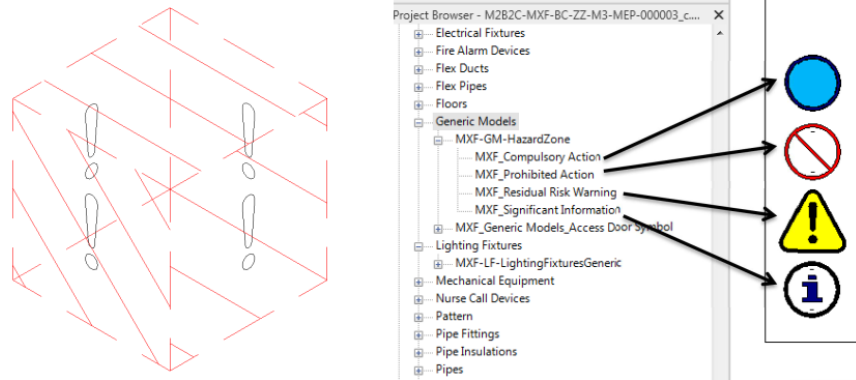 Project Browser - M2B2C-MXF-BC-ZZ-M3-MEP-000003_c....
Electrical Fixtures
Fire Alarm Devices
Flex Ducts
Flex Pipes
Floors
Generic Models
MXF-GM-HazardZone
MXF_Compulsory Action
MXF_Prohibited Action
MXF_Residual Risk Warning
MXF_Significant Information
MXF_Generic Models_Access Door Symbol
Lighting Fixtures
MXF-LF-LightingFixturesGeneric
Mechanical Equipment
Nurse Call Devices
Pattern
Pipe Fittings
Pipe Insulations
Pipes
! !
! !
!
i